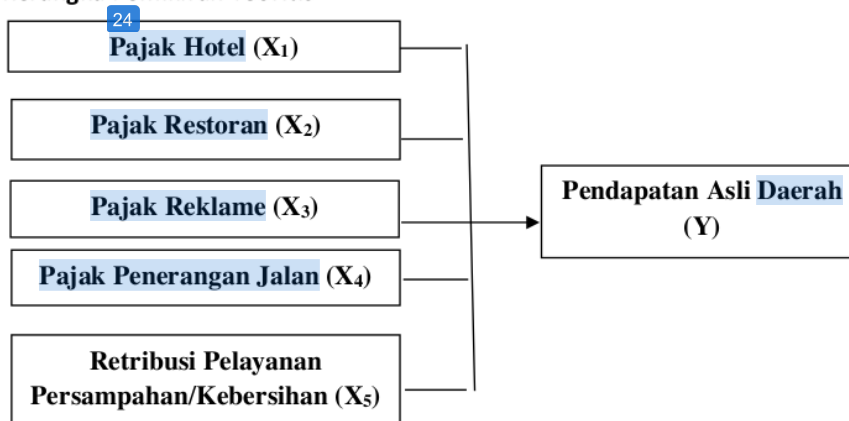 24
Pajak Hotel (X₁)
Pajak Restoran (X₂)
Pajak Reklame (X₃)
Pajak Penerangan Jalan (X₄)
Retribusi Pelayanan
Persampahan/Kebersihan (X₅)
Pendapatan Asli Daerah
(Y)